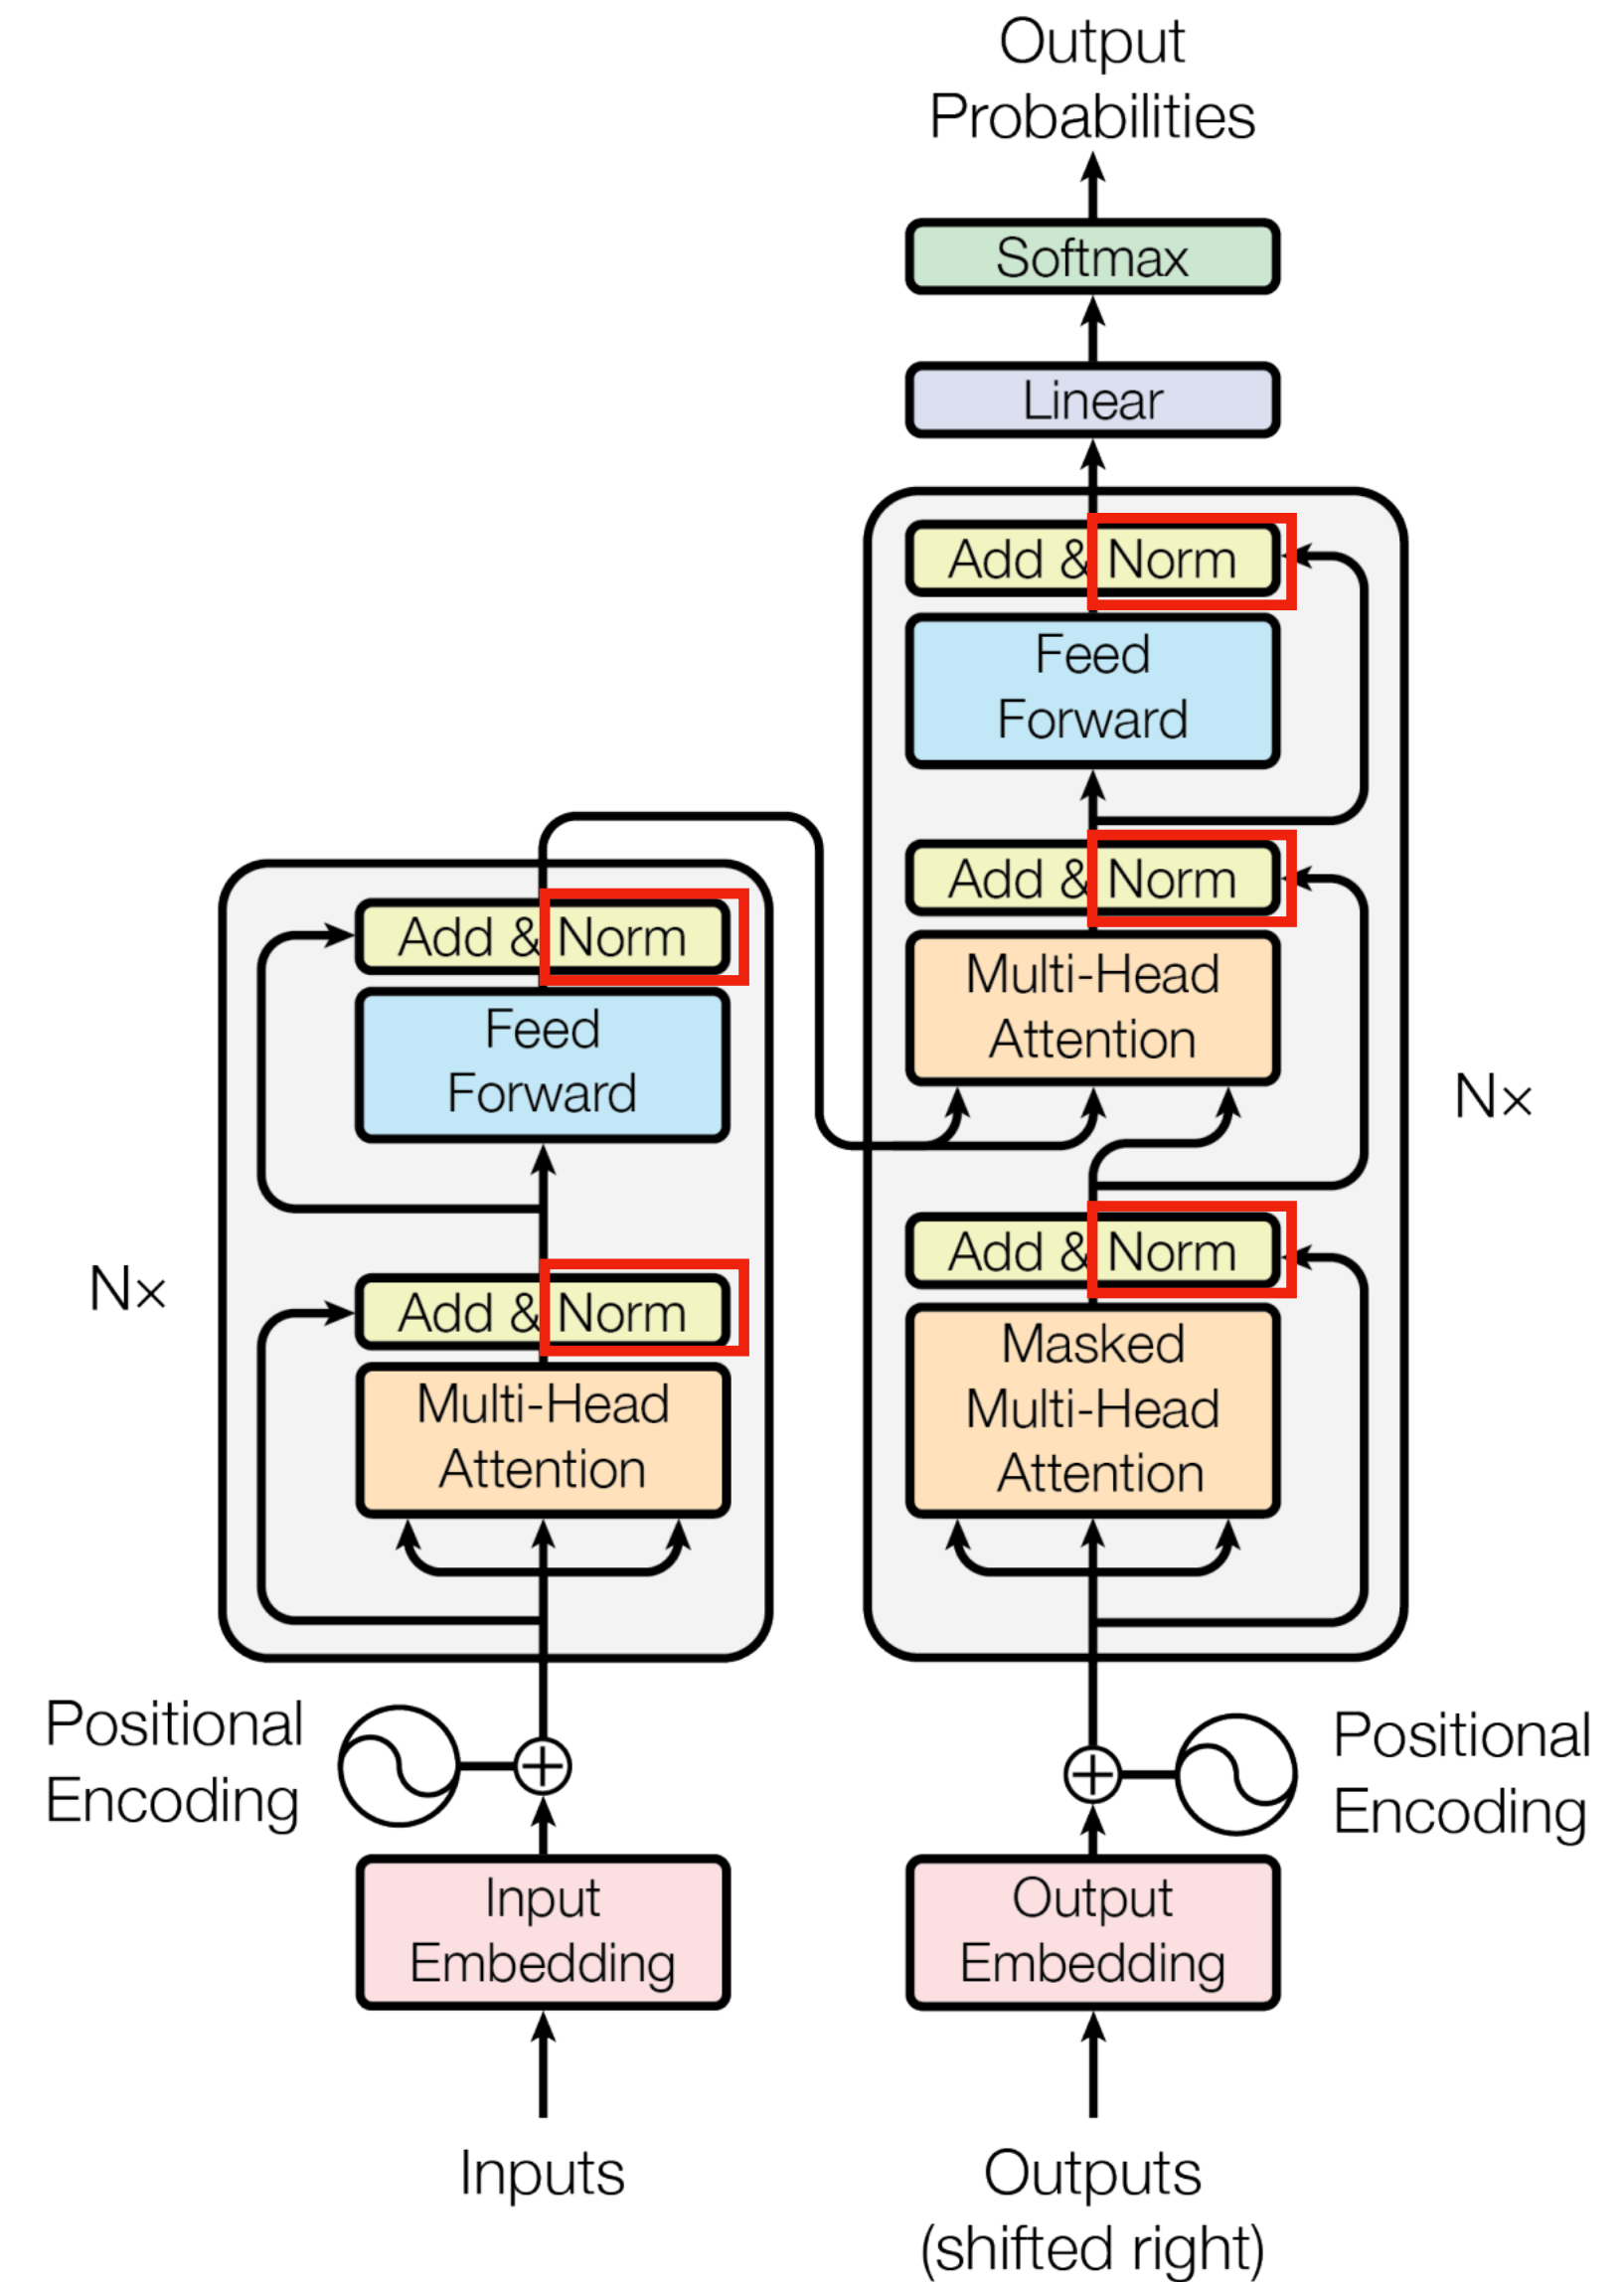 Output
Probabilities
Softmax
Linear
Add & Norm
Feed
Forward
Add & Norm
Multi-Head
Attention
Nx
Add & Norm
Masked
Multi-Head
Attention
Add & Norm
Feed
Forward
Nx
Add & Norm
Multi-Head
Attention
Positional
Encoding
Positional
Encoding
Input
Embedding
Output
Embedding
Inputs
Outputs
(shifted right)